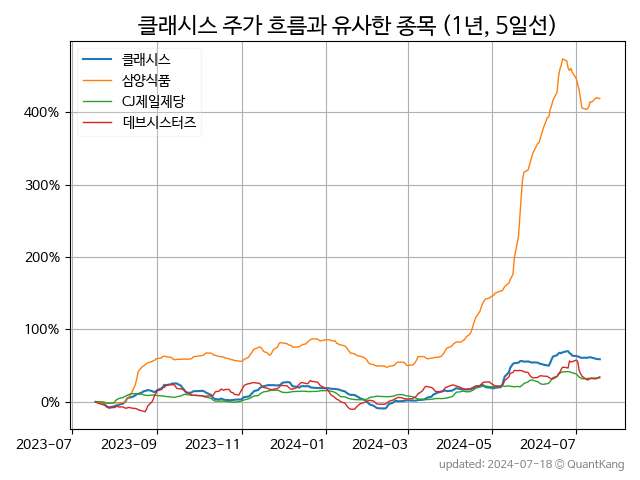 클래시스 주가 흐름과 유사한 종목 (1년, 5일선)
클래시스
삼양식품
CJ제일제당
데브시스터즈
400%
300%
200%
100%
0%
2023-07 2023-09 2023-11 2024-01 2024-03 2024-05 2024-07
updated: 2024-07-18 © QuantKang